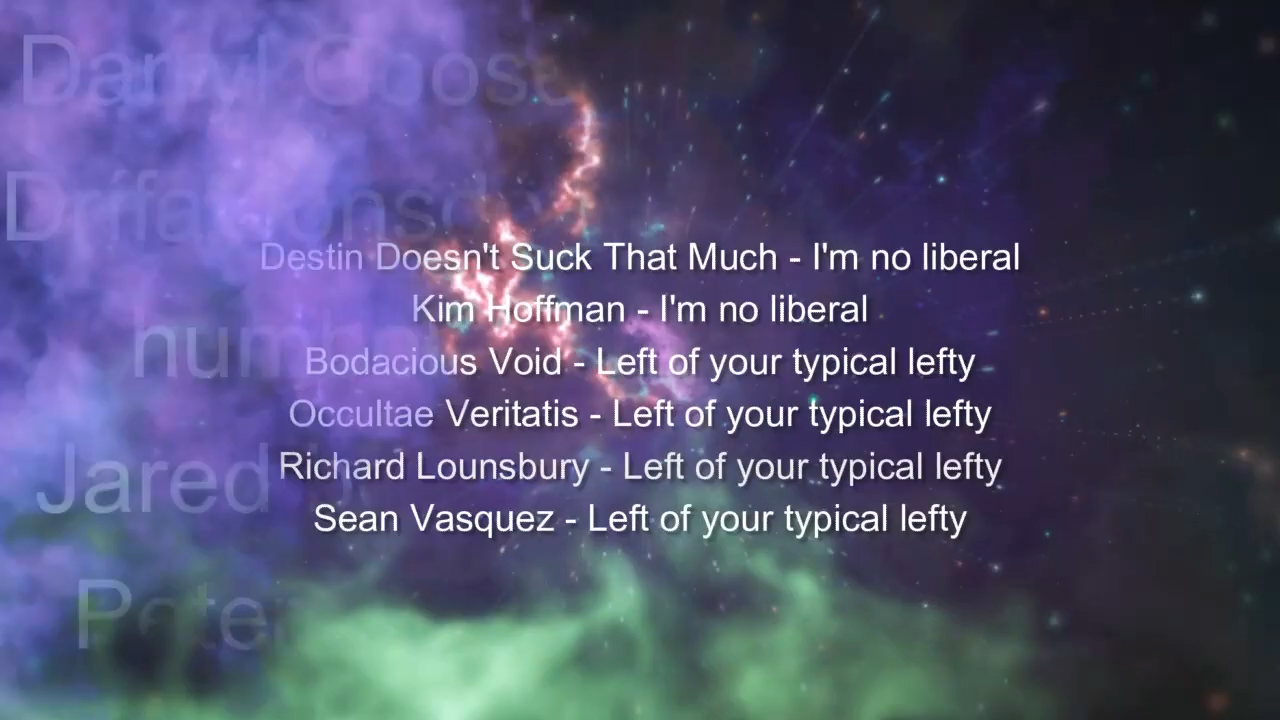 Darryl
Jared
Destin Doesn't Suck That Much - I'm no liberal
Kim Hoffman - I'm no liberal
Bodacious Void - Left of your typical lefty
Occultae Veritatis - Left of your typical lefty
Richard Lounsbury - Left of your typical lefty
Sean Vasquez - Left of your typical lefty